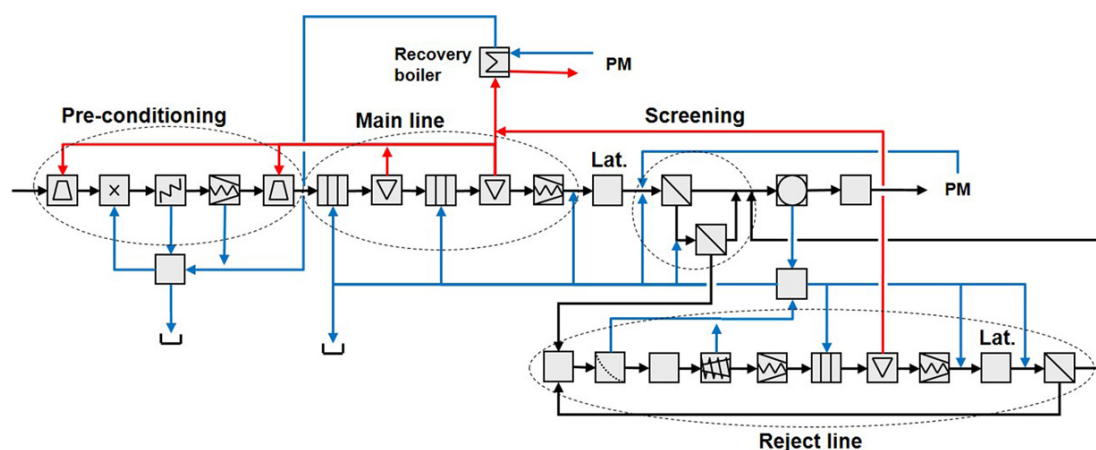 Recovery
boiler
PM
Pre-conditioning
Main line
Screening
Lat.
PM
Lat.
Reject line